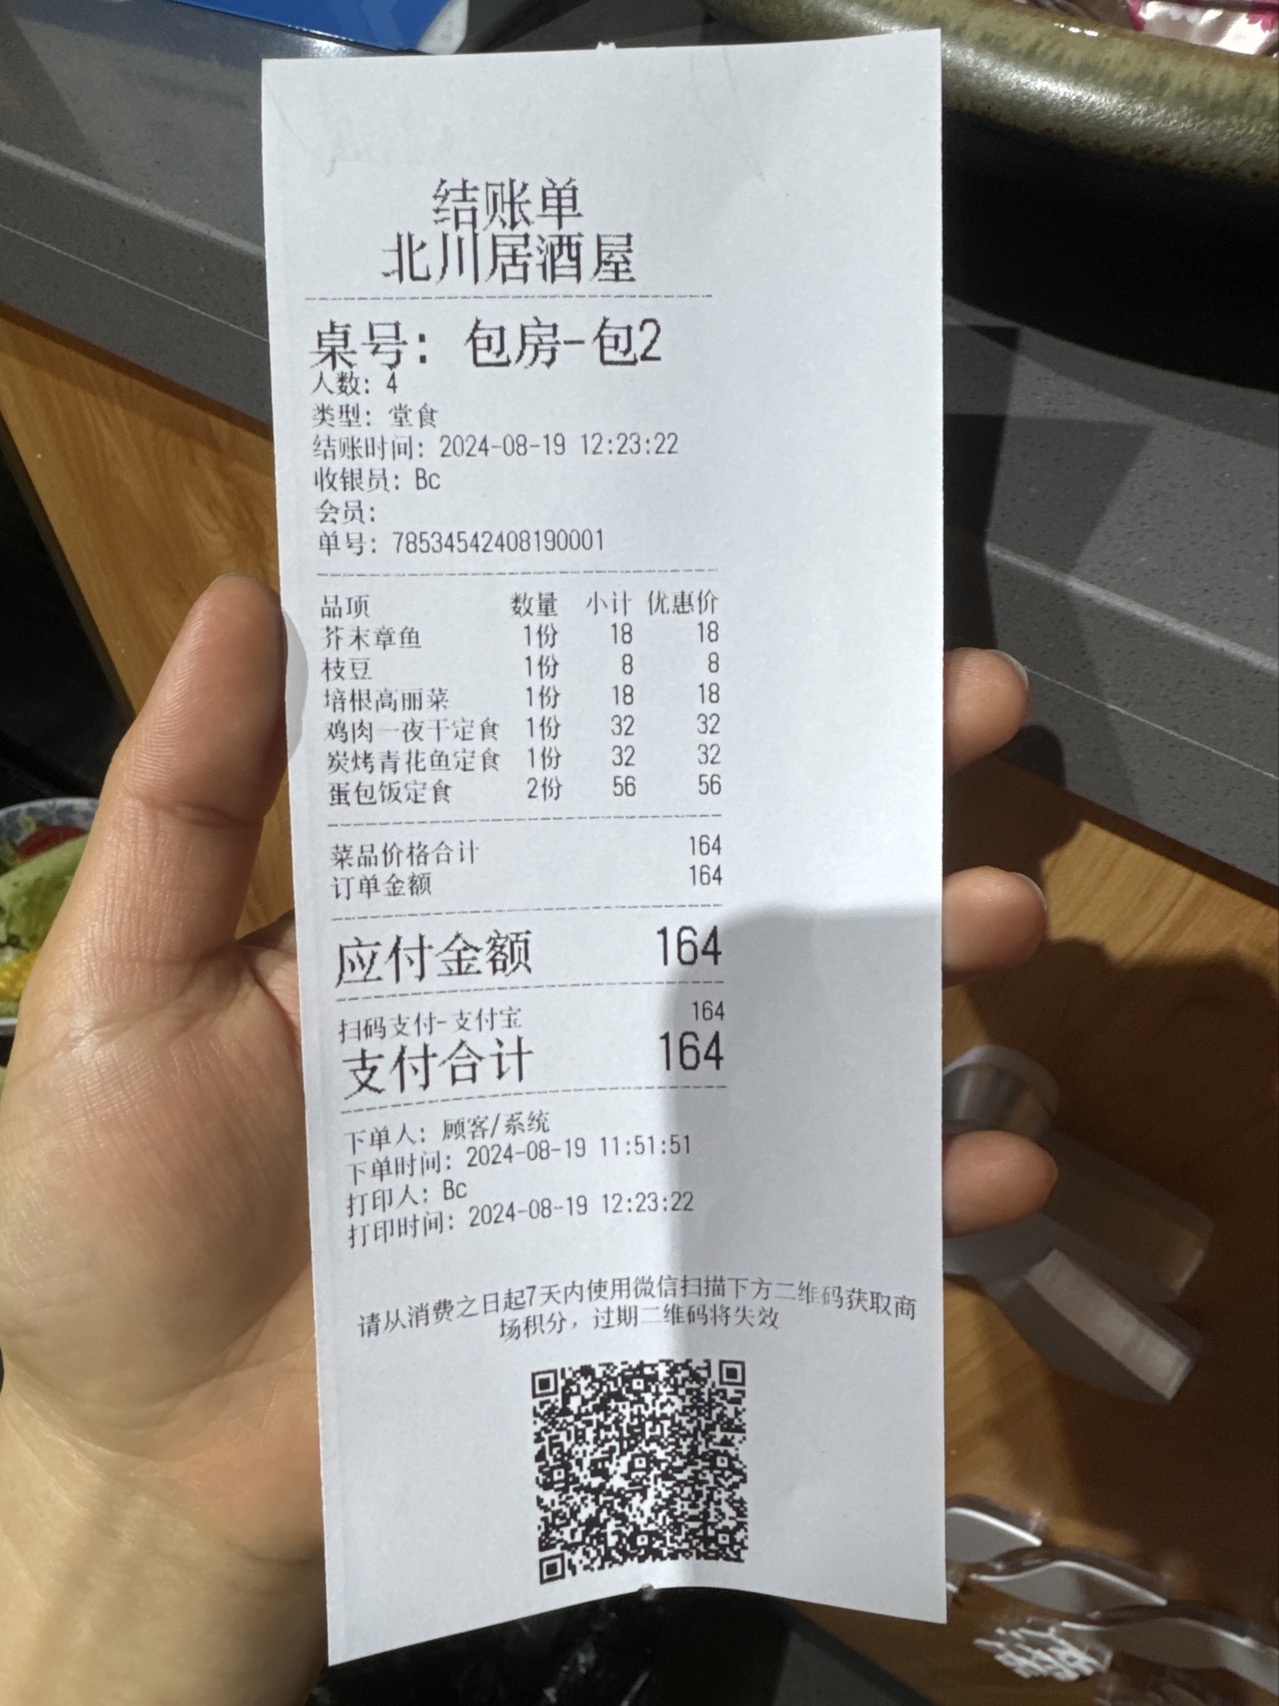 结账单
北川居酒屋
桌号: 包房-包2
人数: 4
类型: 堂食
结账时间: 2024-08-19 12:23:22
收银员: Bc
会员:
单号: 78534542408190001
品项 数量 小计 优惠价
芥末章鱼 1份 18 18
枝豆 1份 8 8
培根高丽菜 1份 18 18
鸡肉一夜干定食 1份 32 32
炭烤青花鱼定食 1份 32 32
蛋包饭定食 2份 56 56
菜品价格合计 164
订单金额 164
应付金额 164
扫码支付-支付宝 164
支付合计 164
下单人: 顾客/系统
下单时间: 2024-08-19 11:51:51
打印人: Bc
打印时间: 2024-08-19 12:23:22
请从消费之日起7天内使用微信扫描下方二维码获取商
场积分，过期二维码将失效